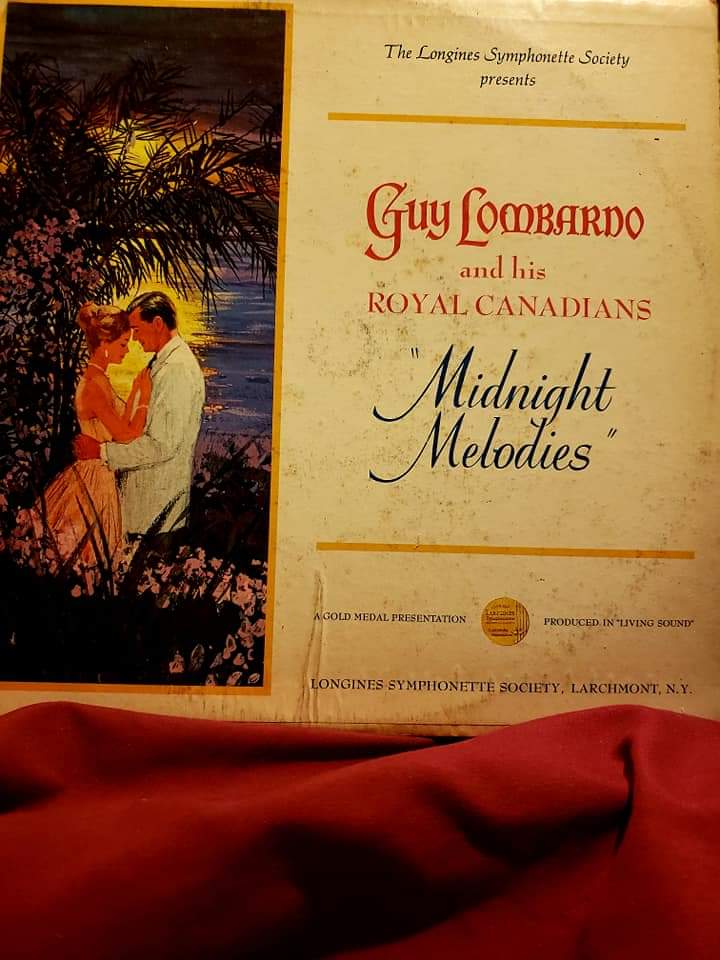 The Longines Symphonette Society
presents
Guy Lombardo
and his
ROYAL CANADIANS
"Midnight
Melodies"
A GOLD MEDAL PRESENTATION
PRODUCED IN "LIVING SOUND"
LONGINES SYMPHONETTE SOCIETY, LARCHMONT, N.Y.